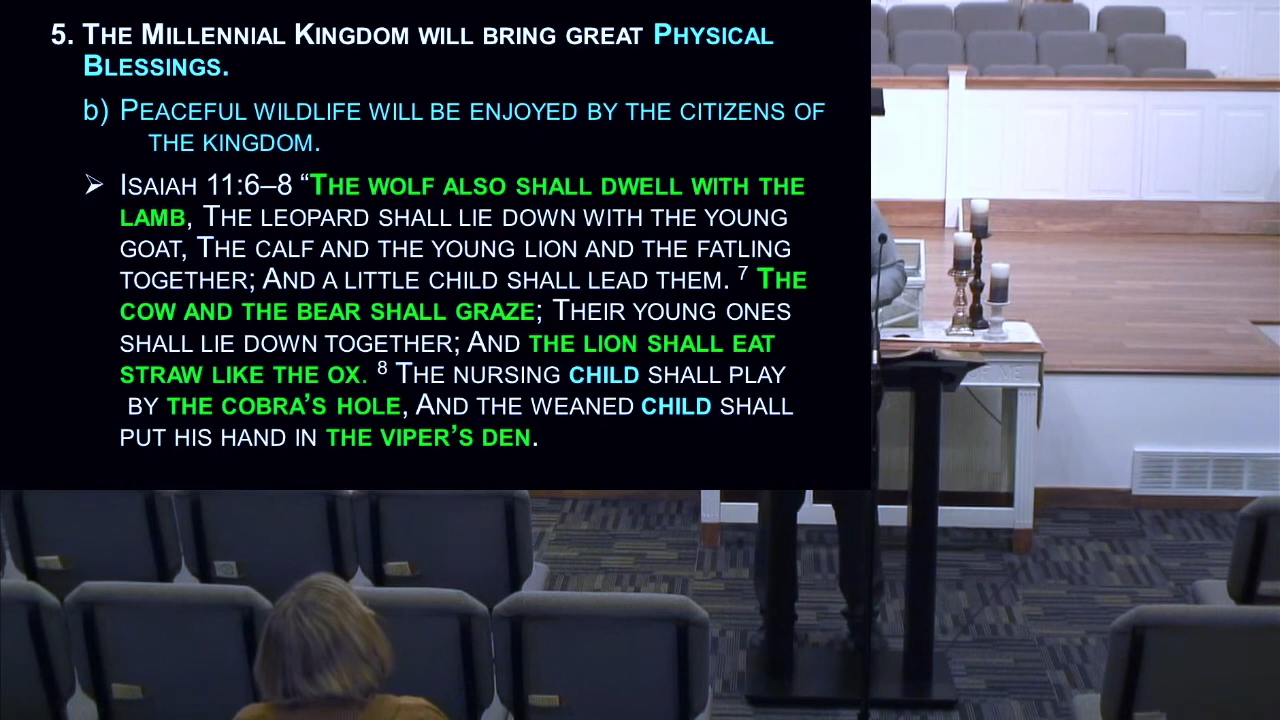 5. The Millennial Kingdom will bring great Physical
Blessings.
b) Peaceful wildlife will be enjoyed by the citizens of
the kingdom.
➢ Isaiah 11:6–8 “The wolf also shall dwell with the
lamb, The leopard shall lie down with the young
goat, The calf and the young lion and the fatling
together; And a little child shall lead them. 7 The
cow and the bear shall graze; Their young ones
shall lie down together; And the lion shall eat
straw like the ox. 8 The nursing child shall play
by the cobra’s hole, And the weaned child shall
put his hand in the viper’s den.